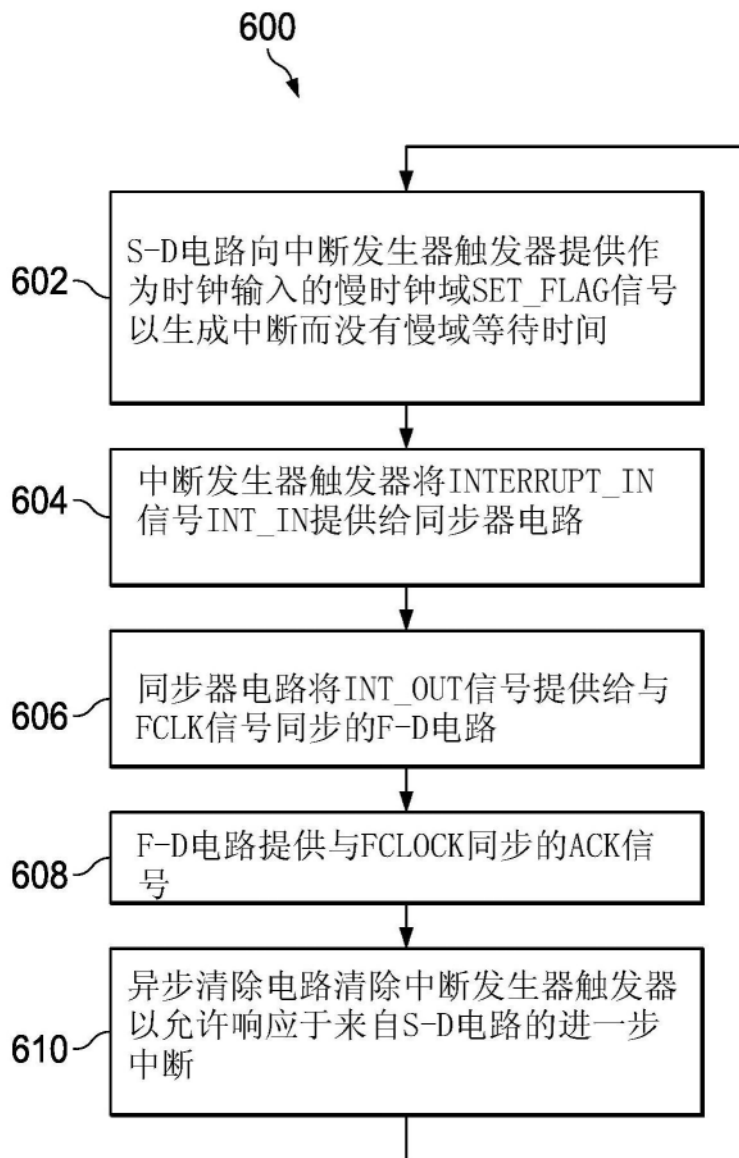 600
602
S-D电路向中断发生器触发器提供作
为时钟输入的慢时钟域SET_FLAG信号
以生成中断而没有慢域等待时间
604
中断发生器触发器将INTERRUPT_IN
信号INT_IN提供给同步器电路
606
同步器电路将INT_OUT信号提供给与
FCLK信号同步的F-D电路
608
F-D电路提供与FCLOCK同步的ACK信
号
610
异步清除电路清除中断发生器触发器
以允许响应于来自S-D电路的进一步
中断